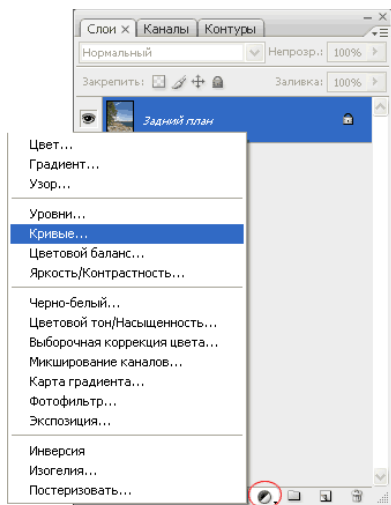 Слои × Каналы Контуры
Нормальный Непрозр.: 100%
Закрепить: Заливка: 100%
Задний план
Цвет...
Градиент...
Узор...
Уровни...
Кривые...
Цветовой баланс...
Яркость/Контрастность...
Черно-белый...
Цветовой тон/Насыщенность...
Выборочная коррекция цвета...
Микширование каналов...
Карта градиента...
Фотофильтр...
Экспозиция...
Инверсия
Изогелия...
Постеризовать...